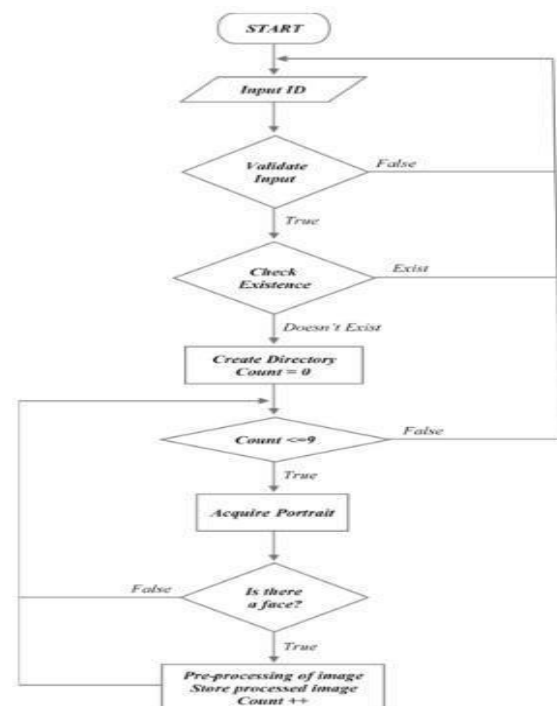 START
Input ID
Validate
Input
False
True
Check
Existence
Exist
Doesn't Exist
Create Directory
Count = 0
Count <=9
False
True
Acquire Portrait
Is there
a face?
False
True
Pre-processing of image
Store processed image
Count ++